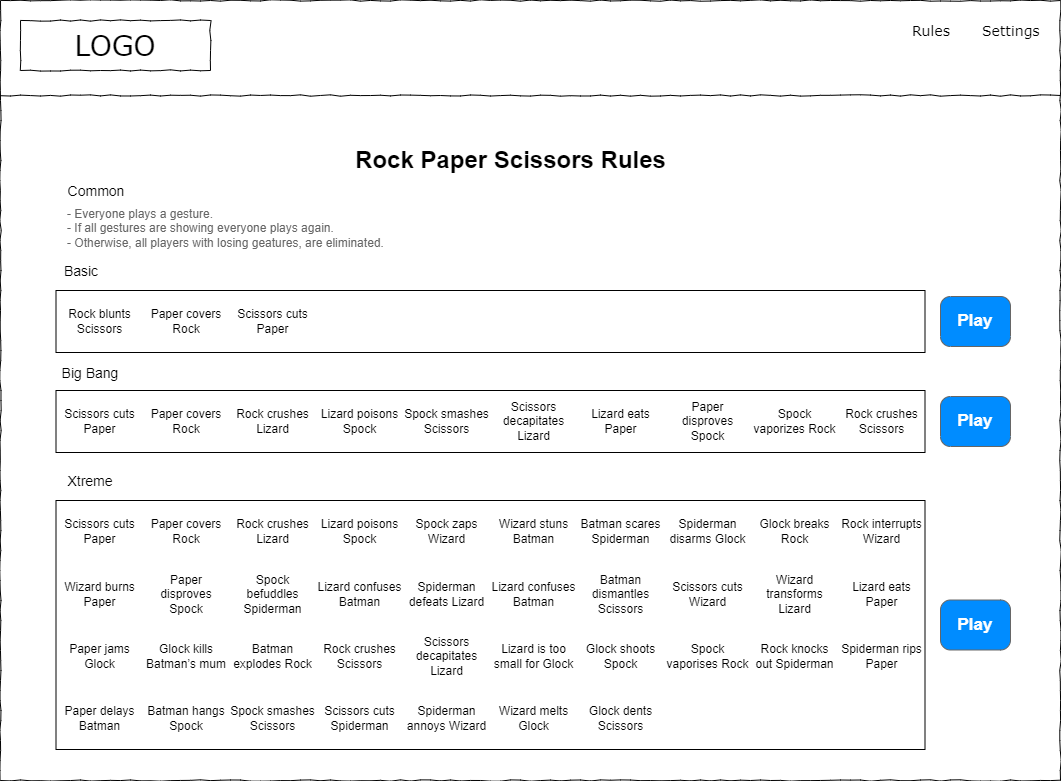 LOGO
Rules
Settings
Rock Paper Scissors Rules
Common
- Everyone plays a gesture.
- If all gestures are showing everyone plays again.
- Otherwise, all players with losing geatures, are eliminated.
Basic
Rock blunts
Scissors
Paper covers
Rock
Scissors cuts
Paper
Play
Big Bang
Scissors cuts
Paper
Paper covers
Rock
Rock crushes
Lizard
Lizard poisons
Spock
Spock smashes
Scissors
Scissors
decapitates
Lizard
Lizard eats
Paper
Paper
disproves
Spock
Spock
vaporizes Rock
Rock crushes
Scissors
Play
Xtreme
Scissors cuts
Paper
Paper covers
Rock
Rock crushes
Lizard
Lizard poisons
Spock
Spock zaps
Wizard
Wizard stuns
Batman
Batman scares
Spiderman
Spiderman
disarms Glock
Glock breaks
Rock
Rock interrupts
Wizard
Wizard burns
Paper
Paper
disproves
Spock
Spock
befuddles
Spiderman
Lizard confuses
Batman
Spiderman
defeats Lizard
Lizard confuses
Batman
Batman
dismantles
Scissors
Scissors cuts
Wizard
Wizard
transforms
Lizard
Lizard eats
Paper
Paper jams
Glock
Glock kills
Batman's mum
Batman
explodes Rock
Rock crushes
Scissors
Scissors
decapitates
Lizard
Lizard is too
small for Glock
Glock shoots
Spock
Spock
vaporises Rock
Rock knocks
out Spiderman
Spiderman rips
Paper
Paper delays
Batman
Batman hangs
Spock
Spock smashes
Scissors
Scissors cuts
Spiderman
Spiderman
annoys Wizard
Wizard melts
Glock
Glock dents
Scissors
Play